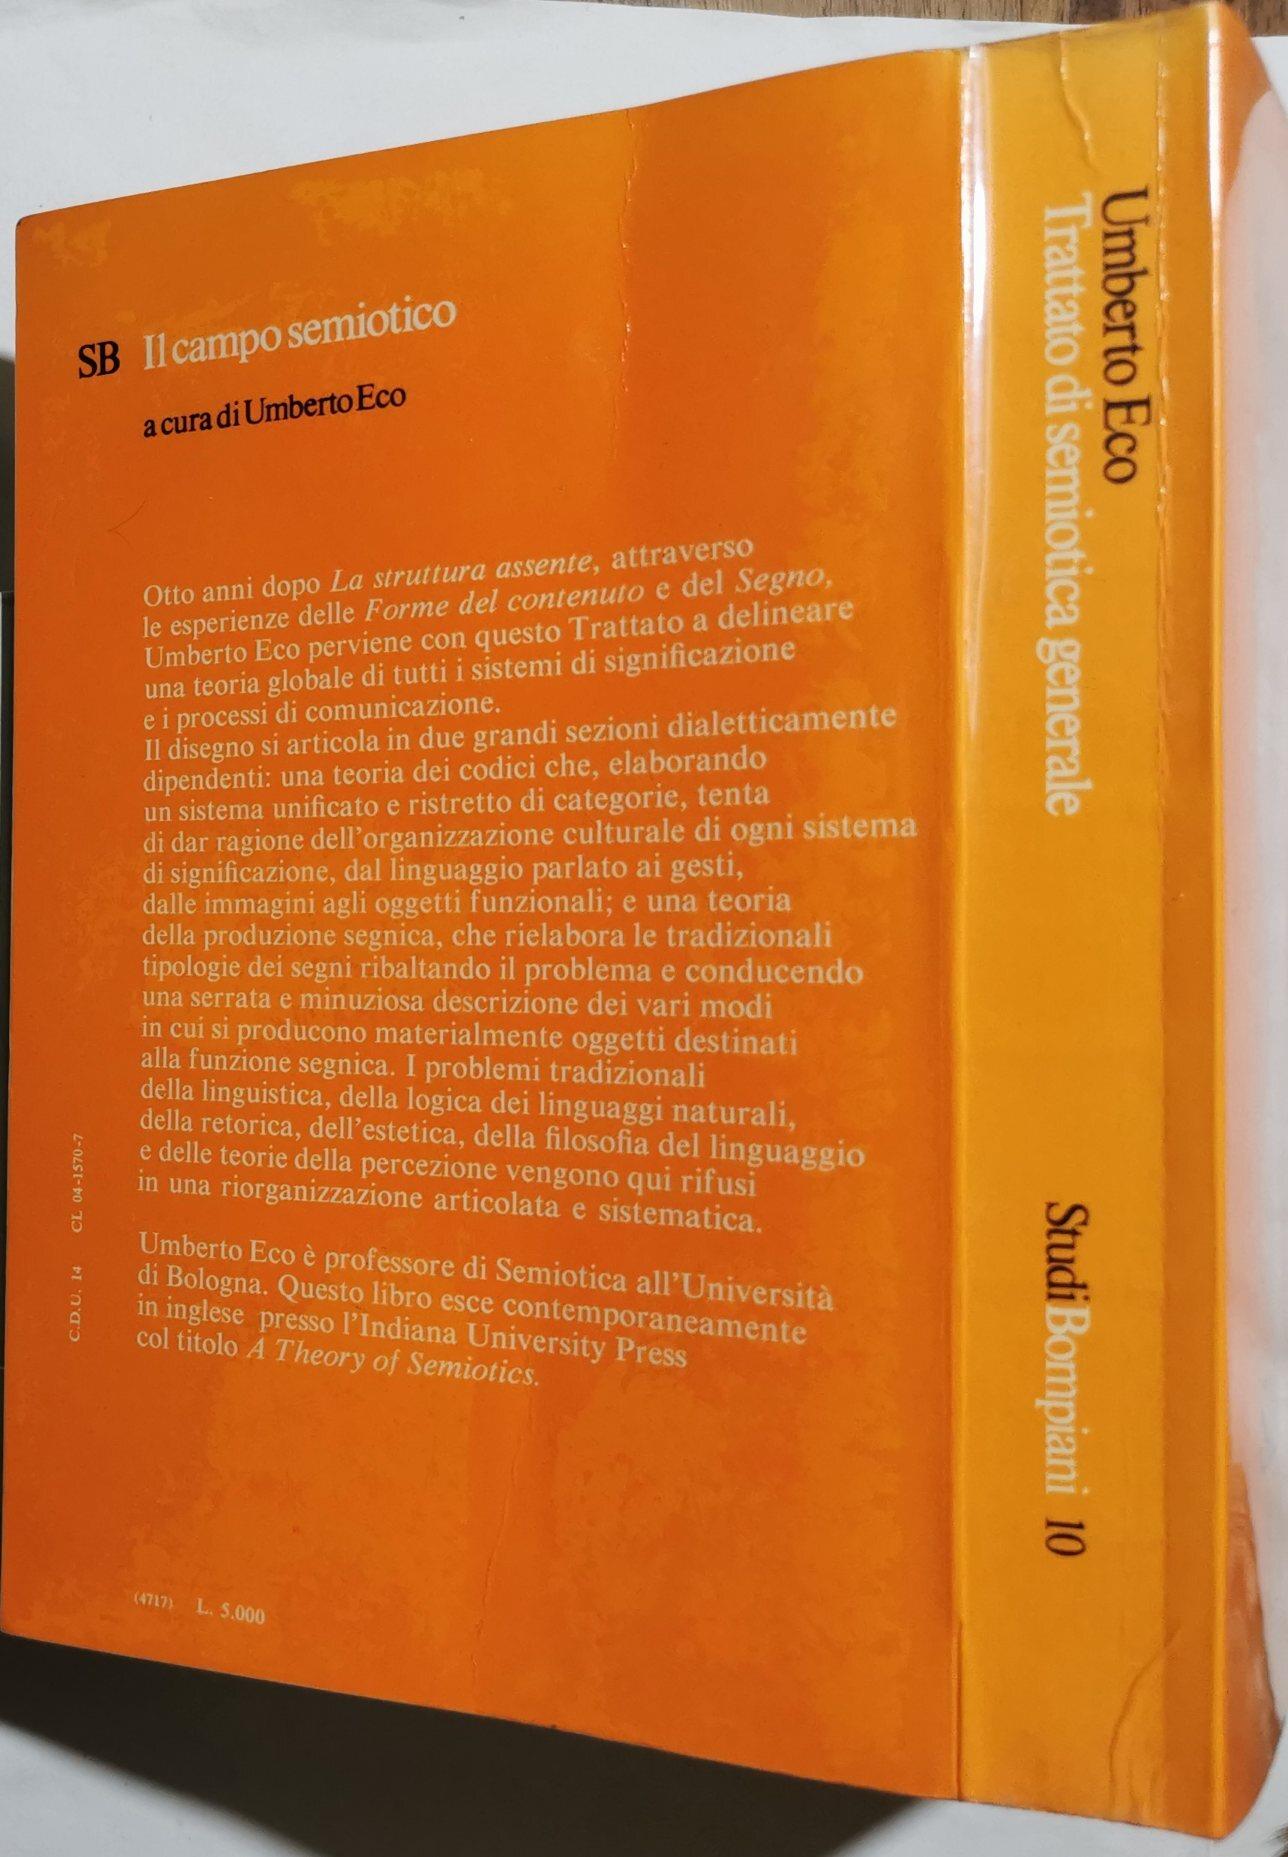 SB Il campo semiotico
a cura di Umberto Eco
Otto anni dopo La struttura assente, attraverso
le esperienze delle Forme del contenuto e del Segno,
Umberto Eco perviene con questo Trattato a delineare
una teoria globale di tutti i sistemi di significazione
e i processi di comunicazione.
Il disegno si articola in due grandi sezioni dialetticamente
dipendenti: una teoria dei codici che, elaborando
un sistema unificato e ristretto di categorie, tenta
di dar ragione dell'organizzazione culturale di ogni sistema
di significazione, dal linguaggio parlato ai gesti,
dalle immagini agli oggetti funzionali; e una teoria
della produzione segnica, che rielabora le tradizionali
tipologie dei segni ribaltando il problema e conducendo
una serrata e minuziosa descrizione dei vari modi
in cui si producono materialmente oggetti destinati
alla funzione segnica. I problemi tradizionali
della linguistica, della logica dei linguaggi naturali,
della retorica, dell'estetica, della filosofia del linguaggio
e delle teorie della percezione vengono qui rifusi
in una riorganizzazione articolata e sistematica.
Umberto Eco è professore di Semiotica all'Università
di Bologna. Questo libro esce contemporaneamente
in inglese presso l'Indiana University Press
col titolo A Theory of Semiotics.
(4717) L. 5.000
C.D.U. 14 CL 04-1570-7
Umberto Eco
Trattato di semiotica generale
Studi Bompiani 10